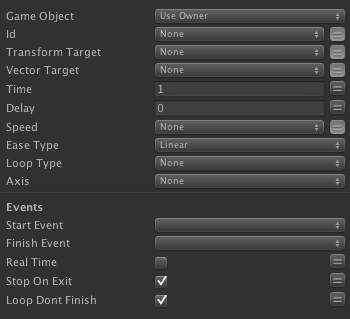 Game Object Use Owner
Id None
Transform Target None
Vector Target None
Time 1
Delay 0
Speed None
Ease Type Linear
Loop Type None
Axis None
Events
Start Event
Finish Event
Real Time
Stop On Exit
Loop Dont Finish